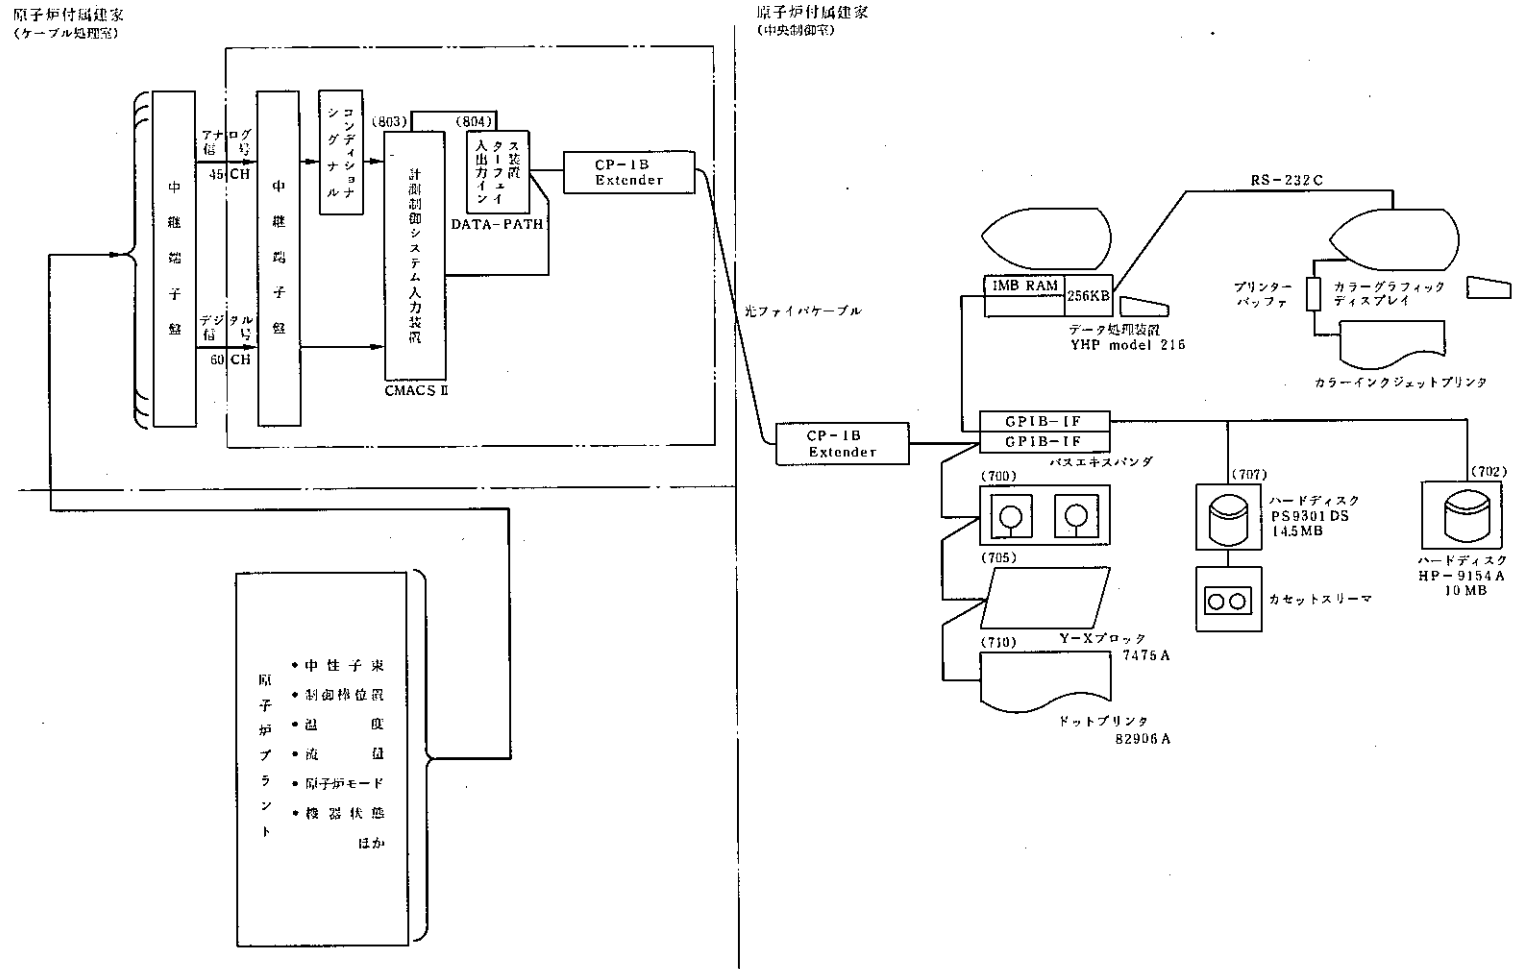 原子炉付属建家
(ケーブル処理室)
原子炉付属建家
(中央制御室)
中継端子盤
アナログ
信号
45 CH
デジタル
信号
60 CH
中継端子盤
シグナル
コンディショナ
(803)
計測制御システム入力装置
CMACS II
(804)
入出力イン
ターフェイ
ス装置
DATA-PATH
CP-1B
Extender
光ファイバケーブル
CP-1B
Extender
RS-232C
1MB RAM
256KB
データ処理装置
YHP model 216
プリンター
バッファ
カラーグラフィック
ディスプレイ
カラーインクジェットプリンタ
GPIB-IF
GPIB-IF
バスエキスパンダ
(700)
(705)
Y-Xプロック
7475A
(710)
ドットプリンタ
82906A
(707)
ハードディスク
PS9301DS
14.5MB
カセットスリーマ
(702)
ハードディスク
HP-9154A
10MB
原子炉プラント
• 中性子束
• 制御棒位置
• 温度
• 流量
• 原子炉モード
• 機器状態
ほか